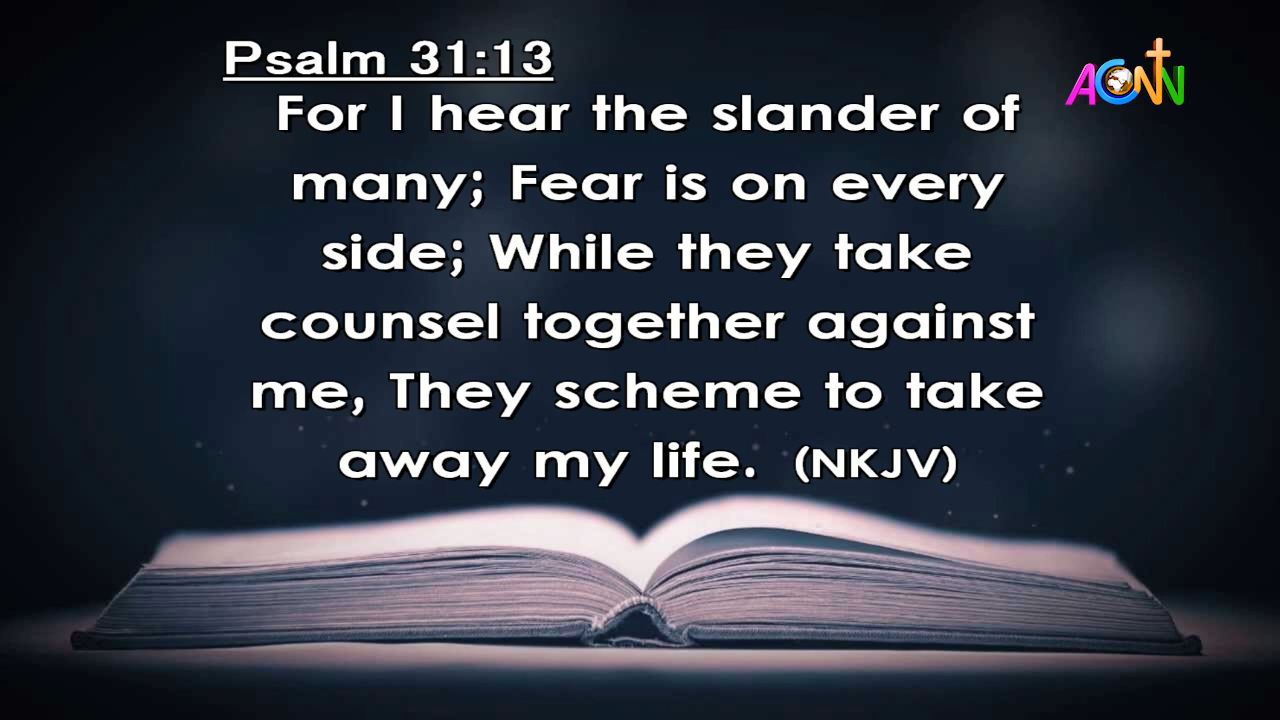 Psalm 31:13
ACNN
For I hear the slander of
many; Fear is on every
side; While they take
counsel together against
me, They scheme to take
away my life. (NKJV)